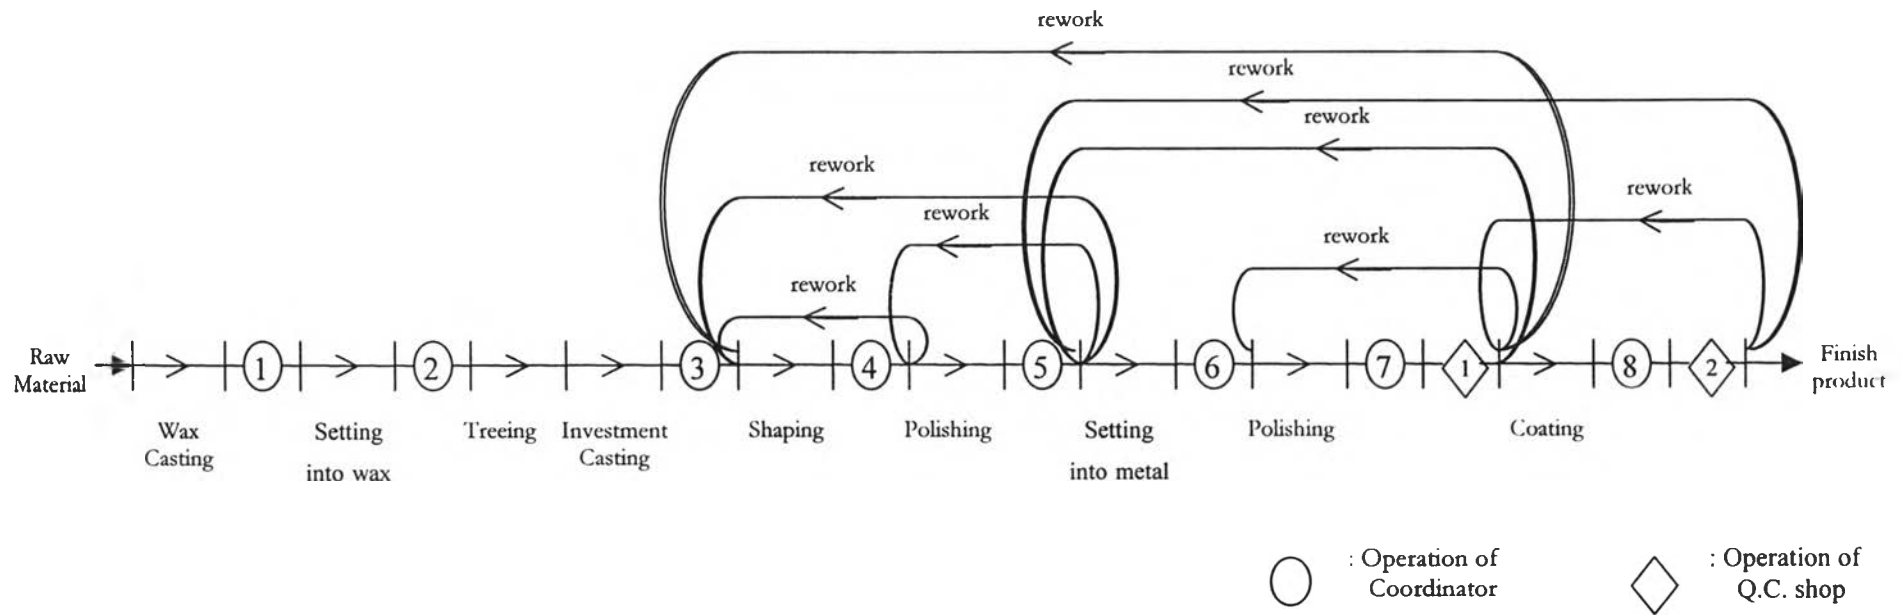 rework
rework
rework
rework
rework
rework
rework
rework
Raw
Material
1
2
3
4
5
6
7
1
8
2
Finish
product
Wax
Casting
Setting
into wax
Treeing
Investment
Casting
Shaping
Polishing
Setting
into metal
Polishing
Coating
: Operation of
Coordinator
: Operation of
Q.C. shop